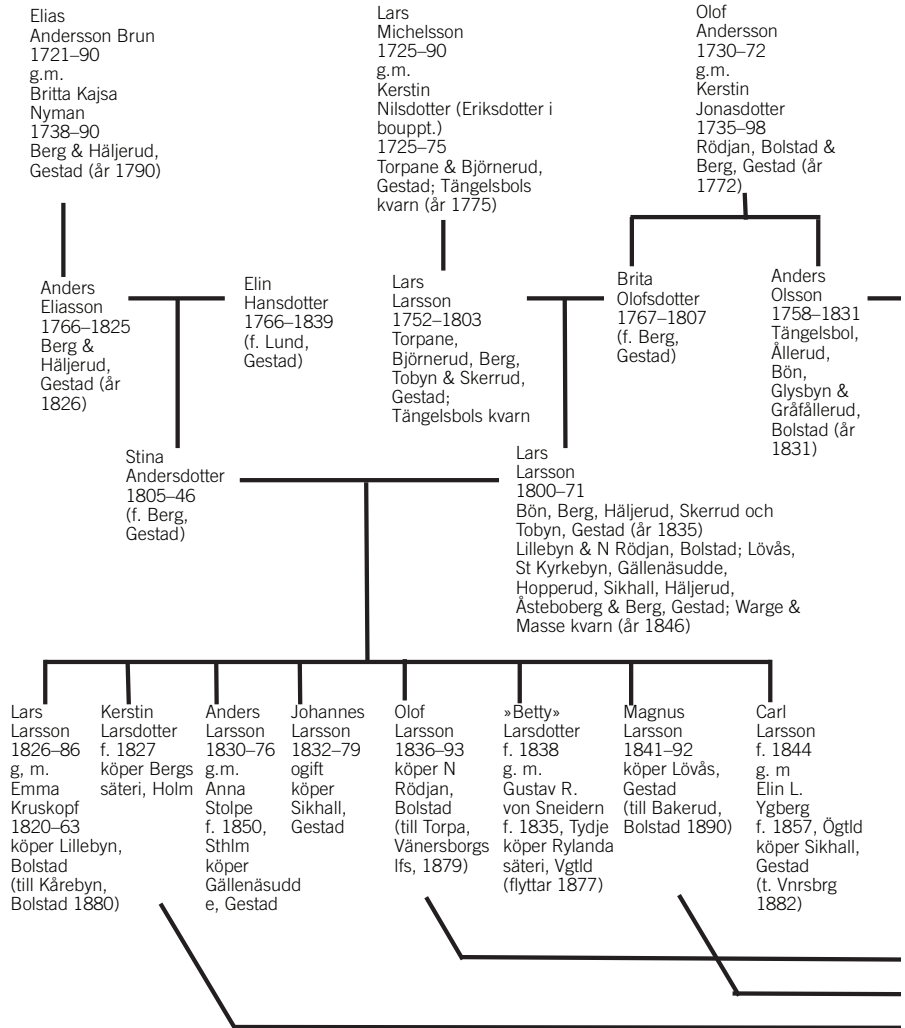 Elias
Andersson Brun
1721–90
g.m.
Britta Kajsa
Nyman
1738–90
Berg & Häljerud,
Gestad (år 1790)
Lars
Michelsson
1725–90
g.m.
Kerstin
Nilsdotter (Eriksdotter i
bouppt.)
1725–75
Torpane & Björnerud,
Gestad; Tängelsbols
kvarn (år 1775)
Olof
Andersson
1730–72
g.m.
Kerstin
Jonasdotter
1735–98
Rödjan, Bolstad &
Berg, Gestad (år
1772)
Anders
Eliasson
1766–1825
Berg &
Häljerud,
Gestad (år
1826)
Elin
Hansdotter
1766–1839
(f. Lund,
Gestad)
Lars
Larsson
1752–1803
Torpane,
Björnerud, Berg,
Tobyn & Skerrud,
Gestad;
Tängelsbols kvarn
Brita
Olofsdotter
1767–1807
(f. Berg,
Gestad)
Anders
Olsson
1758–1831
Tängelsbol,
Ållerud,
Bön,
Glysbyn &
Gråfållerud,
Bolstad (år
1831)
Stina
Andersdotter
1805–46
(f. Berg,
Gestad)
Lars
Larsson
1800–71
Bön, Berg, Häljerud, Skerrud och
Tobyn, Gestad (år 1835)
Lillebyn & N Rödjan, Bolstad; Lövås,
St Kyrkebyn, Gällenäsudde,
Hopperud, Sikhall, Häljerud,
Åsteboberg & Berg, Gestad; Warge &
Masse kvarn (år 1846)
Lars
Larsson
1826–86
g, m.
Emma
Kruskopf
1820–63
köper Lillebyn,
Bolstad
(till Kårebyn,
Bolstad 1880)
Kerstin
Larsdotter
f. 1827
köper Bergs
säteri, Holm
Anders
Larsson
1830–76
g.m.
Anna
Stolpe
f. 1850,
Sthlm
köper
Gällenäsudd
e, Gestad
Johannes
Larsson
1832–79
ogift
köper
Sikhall,
Gestad
Olof
Larsson
1836–93
köper N
Rödjan,
Bolstad
(till Torpa,
Vänersborgs
lfs, 1879)
»Betty»
Larsdotter
f. 1838
g. m.
Gustav R.
von Sneidern
f. 1835, Tydje
köper Rylanda
säteri, Vgtld
(flyttar 1877)
Magnus
Larsson
1841–92
köper Lövås,
Gestad
(till Bakerud,
Bolstad 1890)
Carl
Larsson
f. 1844
g. m
Elin L.
Ygberg
f. 1857, Ögtld
köper Sikhall,
Gestad
(t. Vnrsbrg
1882)